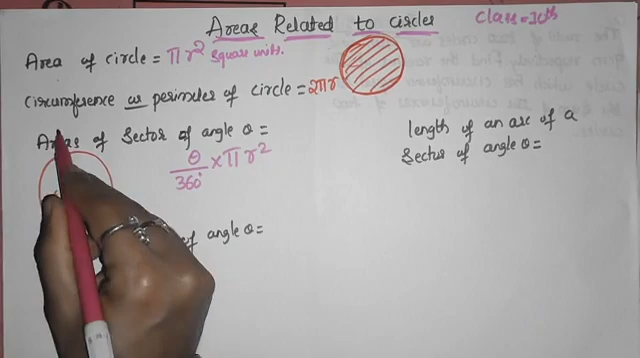 Areas Related to circles
Class=10th
Area of circle = πr² square units.
Circumference or perimeter of circle = 2πr
Areas of Sector of angle θ =
θ/360° × πr²
length of an arc of a
Sector of angle θ =
of angle θ =